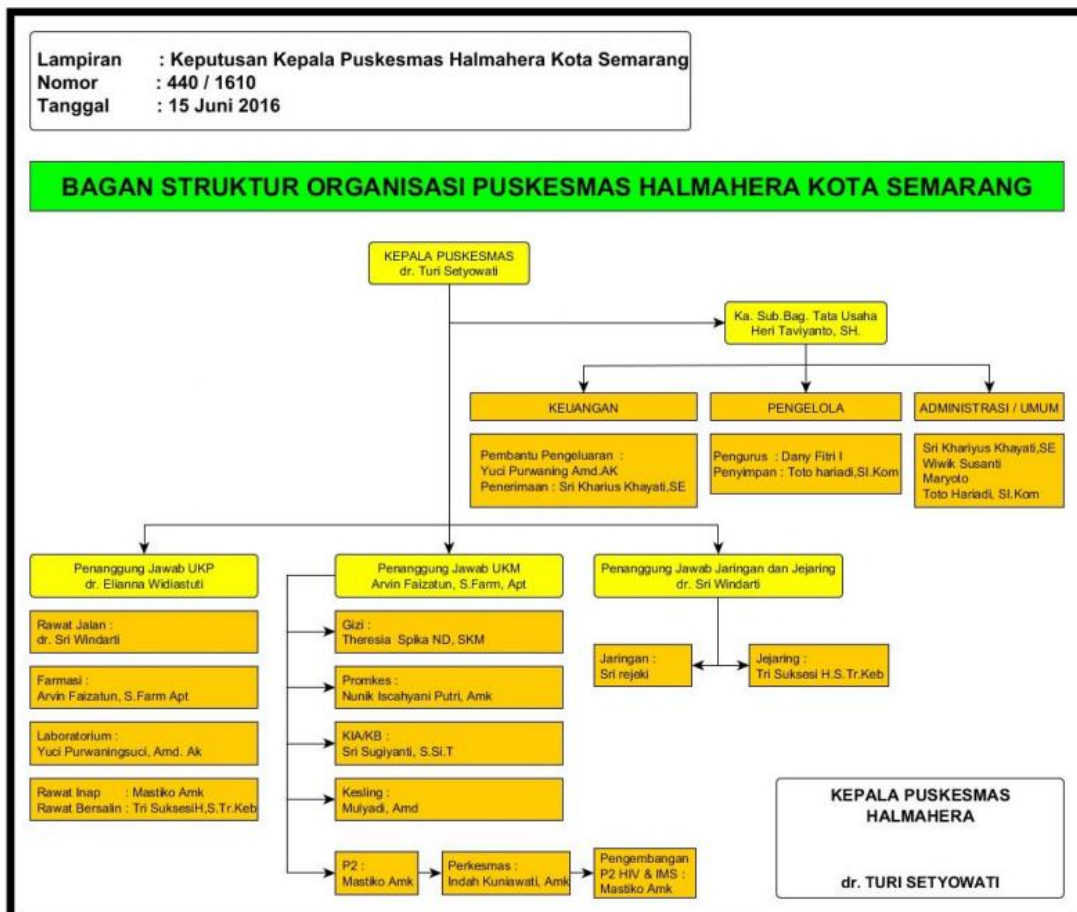 Lampiran : Keputusan Kepala Puskesmas Halmahera Kota Semarang
Nomor : 440 / 1610
Tanggal : 15 Juni 2016
BAGAN STRUKTUR ORGANISASI PUSKESMAS HALMAHERA KOTA SEMARANG
KEPALA PUSKESMAS
dr. Turi Setyowati
Ka. Sub.Bag. Tata Usaha
Heri Taviyanto, SH.
KEUANGAN
Pembantu Pengeluaran :
Yuci Purwaning Amd.AK
Penerimaan : Sri Kharius Khayati,SE
PENGELOLA
Pengurus : Dany Fitri I
Penyimpan : Toto hariadi,SI.Kom
ADMINISTRASI / UMUM
Sri Khariyus Khayati,SE
Wiwik Susanti
Maryoto
Toto Hariadi, SI.Kom
Penanggung Jawab UKP
dr. Elianna Widiastuti
Rawat Jalan :
dr. Sri Windarti
Farmasi :
Arvin Faizatun, S.Farm Apt
Laboratorium :
Yuci Purwaningsuci, Amd. Ak
Rawat Inap : Mastiko Amk
Rawat Bersalin : Tri SuksesiH,S.Tr.Keb
Penanggung Jawab UKM
Arvin Faizatun, S.Farm, Apt
Gizi :
Theresia Spika ND, SKM
Promkes :
Nunik Iscahyani Putri, Amk
KIA/KB :
Sri Sugiyanti, S.Si.T
Kesling :
Mulyadi, Amd
P2 :
Mastiko Amk
Perkesmas :
Indah Kuniawati, Amk
Pengembangan
P2 HIV & IMS :
Mastiko Amk
Penanggung Jawab Jaringan dan Jejaring
dr. Sri Windarti
Jaringan :
Sri rejeki
Jejaring :
Tri Suksesi H.S.Tr.Keb
KEPALA PUSKESMAS
HALMAHERA
dr. TURI SETYOWATI